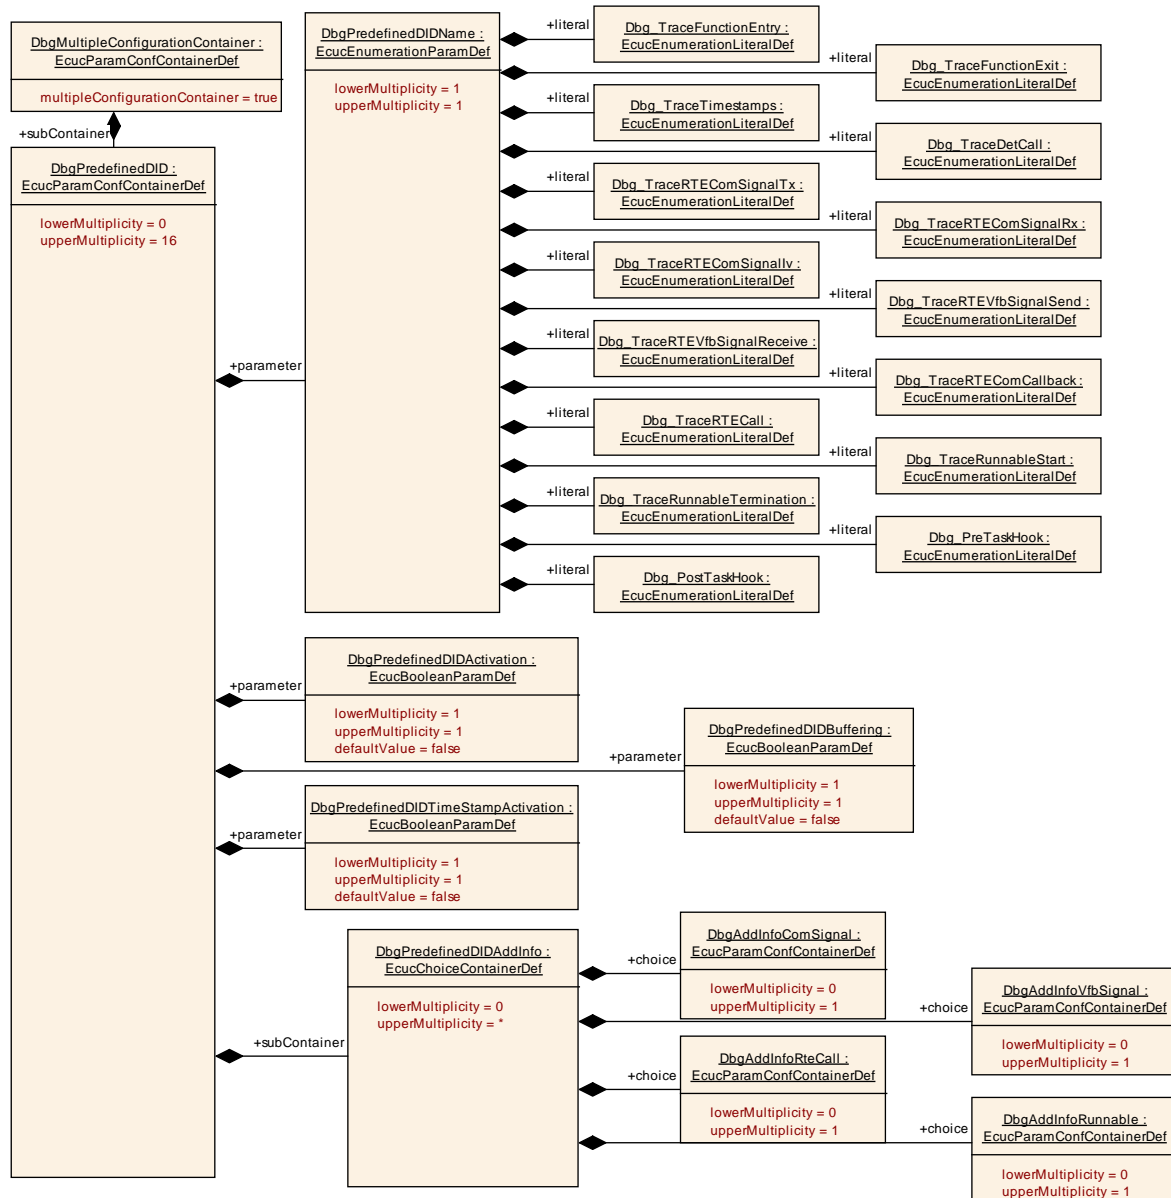 DbgMultipleConfigurationContainer :
EcucParamConfContainerDef
multipleConfigurationContainer = true
+subContainer
DbgPredefinedDID :
EcucParamConfContainerDef
lowerMultiplicity = 0
upperMultiplicity = 16
+parameter
DbgPredefinedDIDName :
EcucEnumerationParamDef
lowerMultiplicity = 1
upperMultiplicity = 1
+literal
Dbg_TraceFunctionEntry :
EcucEnumerationLiteralDef
+literal
Dbg_TraceFunctionExit :
EcucEnumerationLiteralDef
+literal
Dbg_TraceTimestamps :
EcucEnumerationLiteralDef
+literal
Dbg_TraceDetCall :
EcucEnumerationLiteralDef
+literal
Dbg_TraceRTEComSignalTx :
EcucEnumerationLiteralDef
+literal
Dbg_TraceRTEComSignalRx :
EcucEnumerationLiteralDef
+literal
Dbg_TraceRTEComSignalIv :
EcucEnumerationLiteralDef
+literal
Dbg_TraceRTEVfbSignalSend :
EcucEnumerationLiteralDef
+literal
Dbg_TraceRTEVfbSignalReceive :
EcucEnumerationLiteralDef
+literal
Dbg_TraceRTEComCallback :
EcucEnumerationLiteralDef
+literal
Dbg_TraceRTECall :
EcucEnumerationLiteralDef
+literal
Dbg_TraceRunnableStart :
EcucEnumerationLiteralDef
+literal
Dbg_TraceRunnableTermination :
EcucEnumerationLiteralDef
+literal
Dbg_PreTaskHook :
EcucEnumerationLiteralDef
+literal
Dbg_PostTaskHook :
EcucEnumerationLiteralDef
+parameter
DbgPredefinedDIDActivation :
EcucBooleanParamDef
lowerMultiplicity = 1
upperMultiplicity = 1
defaultValue = false
+parameter
DbgPredefinedDIDBuffering :
EcucBooleanParamDef
lowerMultiplicity = 1
upperMultiplicity = 1
defaultValue = false
+parameter
DbgPredefinedDIDTimeStampActivation :
EcucBooleanParamDef
lowerMultiplicity = 1
upperMultiplicity = 1
defaultValue = false
+subContainer
DbgPredefinedDIDAddInfo :
EcucChoiceContainerDef
lowerMultiplicity = 0
upperMultiplicity = *
+choice
DbgAddInfoComSignal :
EcucParamConfContainerDef
lowerMultiplicity = 0
upperMultiplicity = 1
+choice
DbgAddInfoVfbSignal :
EcucParamConfContainerDef
lowerMultiplicity = 0
upperMultiplicity = 1
+choice
DbgAddInfoRteCall :
EcucParamConfContainerDef
lowerMultiplicity = 0
upperMultiplicity = 1
+choice
DbgAddInfoRunnable :
EcucParamConfContainerDef
lowerMultiplicity = 0
upperMultiplicity = 1